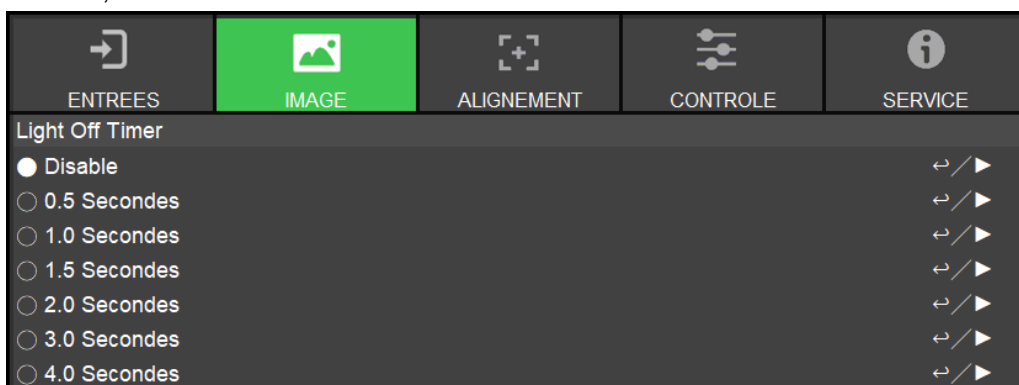 ENTREES IMAGE ALIGNEMENT CONTROLE SERVICE
Light Off Timer
Disable
0.5 Secondes
1.0 Secondes
1.5 Secondes
2.0 Secondes
3.0 Secondes
4.0 Secondes